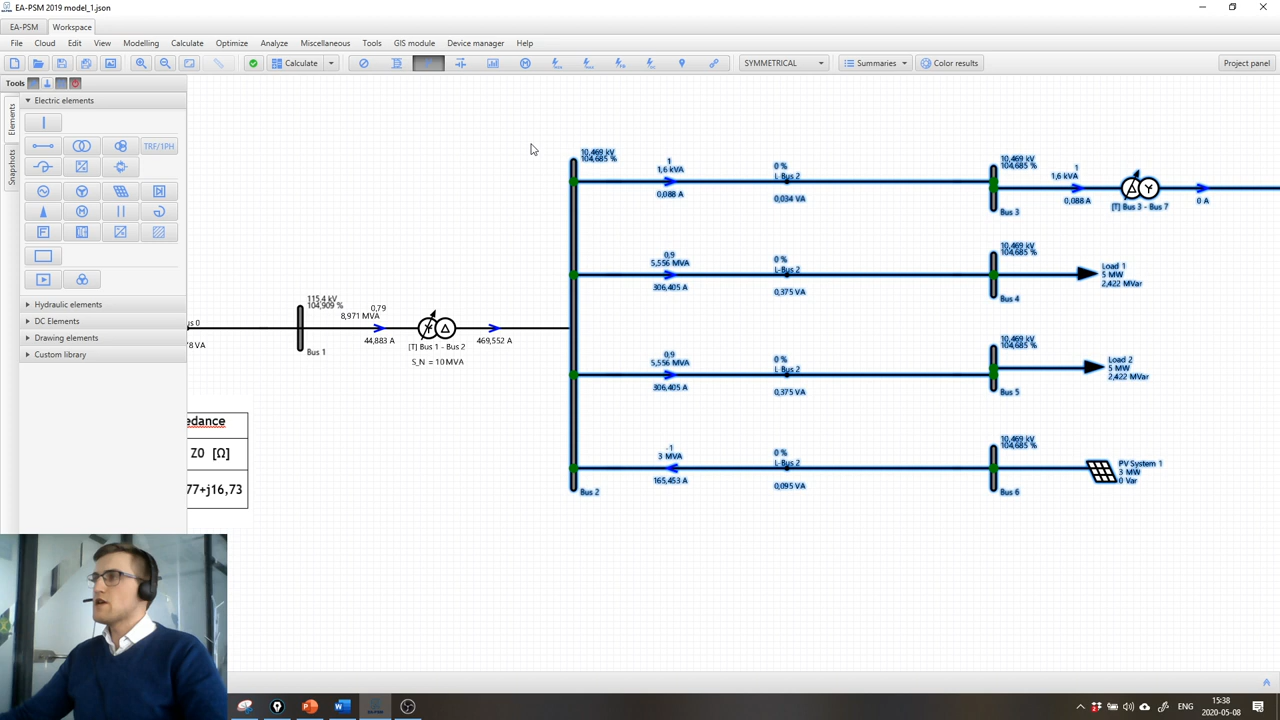 EA-PSM 2019 model_1.json
EA-PSM Workspace
File Cloud Edit View Modelling Calculate Optimize Analyze Miscellaneous Tools GIS module Device manager Help
Calculate SYMMETRICAL Summaries Color results Project panel
Tools
Elements
Snapshots
Electric elements
TRF/1PH
Hydraulic elements
DC Elements
Drawing elements
Custom library
us 0
8 VA
115,4 kV
104,909 %
Bus 1
0,79
8,971 MVA
44,883 A
[T] Bus 1 - Bus 2
S_N = 10 MVA
469,552 A
10,469 kV
104,685 %
Bus 2
1
1,6 kVA
0,088 A
0 %
L-Bus 2
0,034 VA
10,469 kV
104,685 %
Bus 3
1
1,6 kVA
0,088 A
[T] Bus 3 - Bus 7
0 A
0,9
5,556 MVA
306,405 A
0 %
L-Bus 2
0,375 VA
10,469 kV
104,685 %
Bus 4
Load 1
5 MW
2,422 MVar
0,9
5,556 MVA
306,405 A
0 %
L-Bus 2
0,375 VA
10,469 kV
104,685 %
Bus 5
Load 2
5 MW
2,422 MVar
-1
3 MVA
165,453 A
0 %
L-Bus 2
0,095 VA
10,469 kV
104,685 %
Bus 6
PV System 1
3 MW
0 Var
edance
Z0 [Ω]
77+j16,73
ENG
15:38
2020-05-08